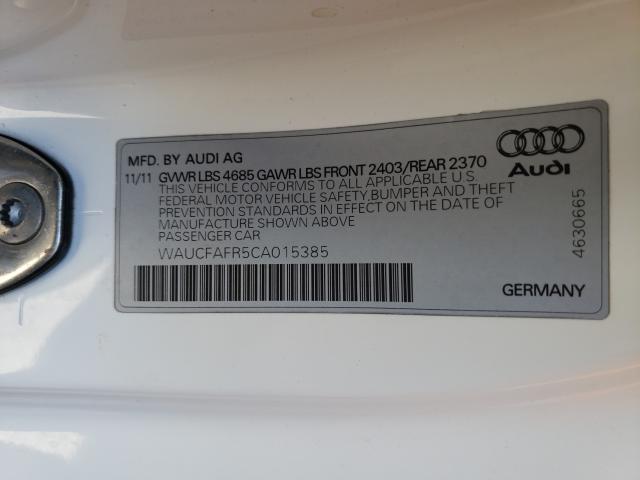 MFD. BY AUDI AG
11/11 GVWR LBS 4685 GAWR LBS FRONT 2403/REAR 2370
THIS VEHICLE CONFORMS TO ALL APPLICABLE U.S.
FEDERAL MOTOR VEHICLE SAFETY,BUMPER AND THEFT
PREVENTION STANDARDS IN EFFECT ON THE DATE OF
MANUFACTURE SHOWN ABOVE
PASSENGER CAR
WAUCFAFR5CA015385
Audi
4630665
GERMANY